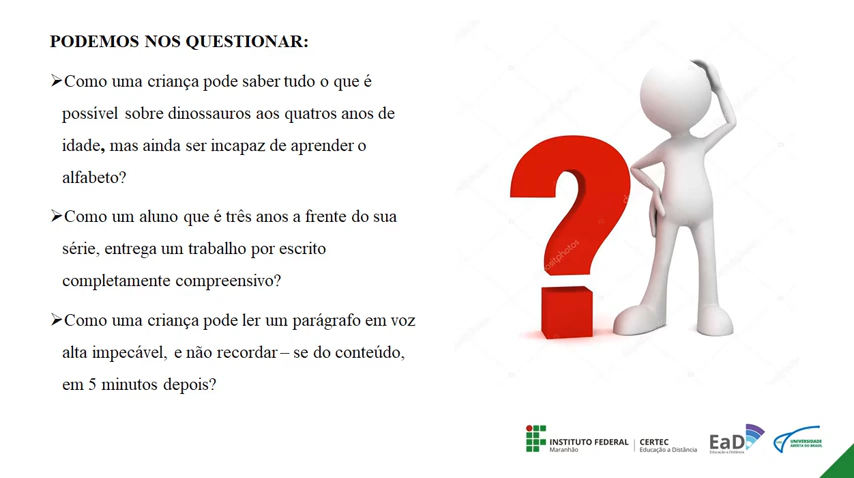 PODEMOS NOS QUESTIONAR:
➢Como uma criança pode saber tudo o que é
possível sobre dinossauros aos quatros anos de
idade, mas ainda ser incapaz de aprender o
alfabeto?
➢Como um aluno que é três anos a frente do sua
série, entrega um trabalho por escrito
completamente compreensivo?
➢Como uma criança pode ler um parágrafo em voz
alta impecável, e não recordar – se do conteúdo,
em 5 minutos depois?
INSTITUTO FEDERAL
Maranhão
CERTEC
Educação a Distância
EaD
Educação a Distância
UNIVERSIDADE
ABERTA DO BRASIL